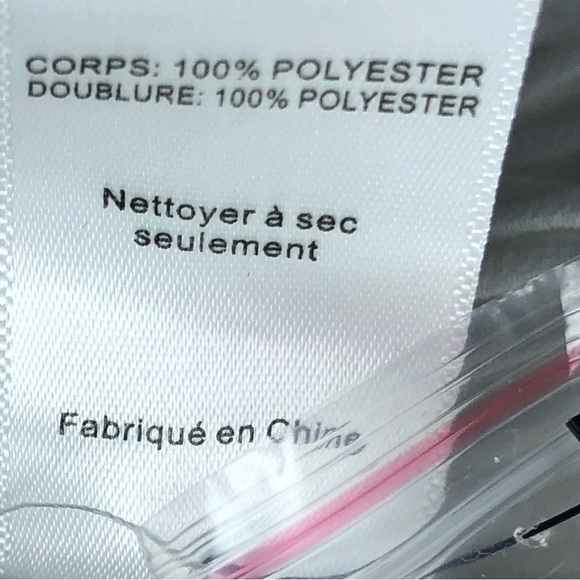 CORPS: 100% POLYESTER
DOUBLURE: 100% POLYESTER
Nettoyer à sec
seulement
Fabriqué en Chine